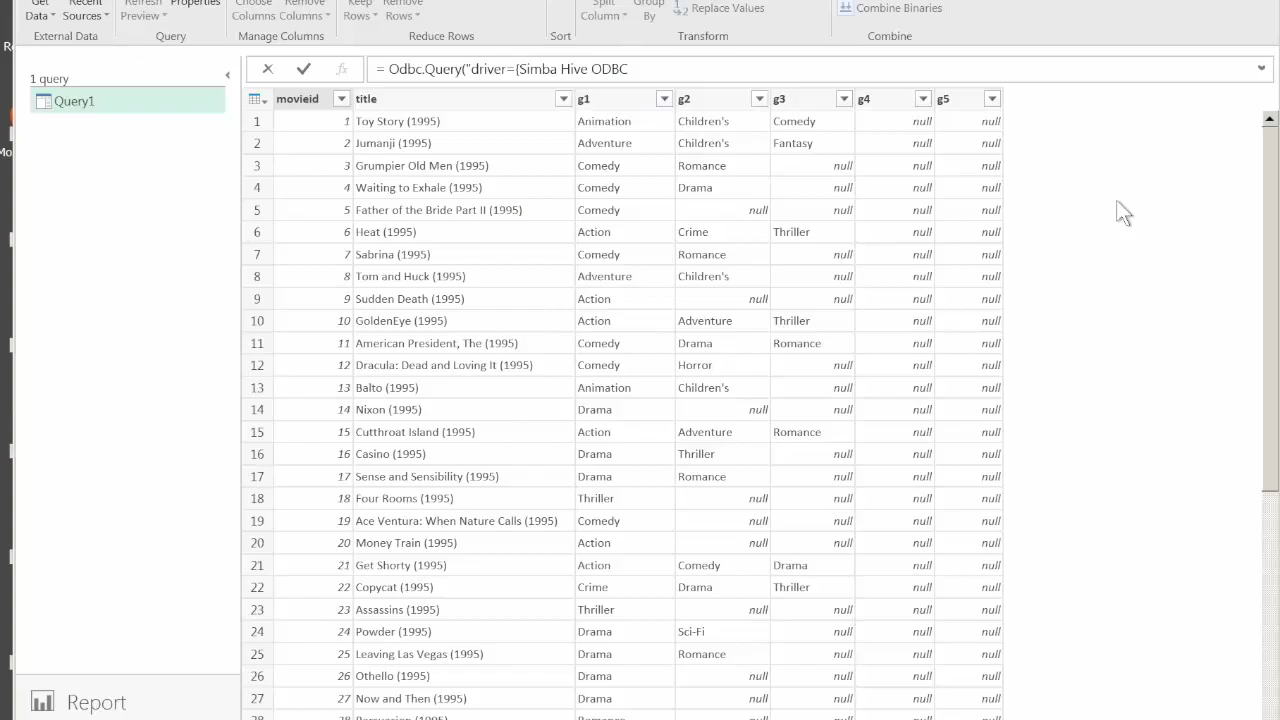 Get Recent Refresh Properties Choose Remove Keep Remove Split Group Replace Values Combine Binaries
Data Sources Preview Columns Columns Rows Rows Column By
External Data Query Manage Columns Reduce Rows Sort Transform Combine
1 query
Query1
fx = Odbc.Query("driver={Simba Hive ODBC
movieid title g1 g2 g3 g4 g5
1 1 Toy Story (1995) Animation Children's Comedy null null
2 2 Jumanji (1995) Adventure Children's Fantasy null null
3 3 Grumpier Old Men (1995) Comedy Romance null null null
4 4 Waiting to Exhale (1995) Comedy Drama null null null
5 5 Father of the Bride Part II (1995) Comedy null null null null
6 6 Heat (1995) Action Crime Thriller null null
7 7 Sabrina (1995) Comedy Romance null null null
8 8 Tom and Huck (1995) Adventure Children's null null null
9 9 Sudden Death (1995) Action null null null null
10 10 GoldenEye (1995) Action Adventure Thriller null null
11 11 American President, The (1995) Comedy Drama Romance null null
12 12 Dracula: Dead and Loving It (1995) Comedy Horror null null null
13 13 Balto (1995) Animation Children's null null null
14 14 Nixon (1995) Drama null null null null
15 15 Cutthroat Island (1995) Action Adventure Romance null null
16 16 Casino (1995) Drama Thriller null null null
17 17 Sense and Sensibility (1995) Drama Romance null null null
18 18 Four Rooms (1995) Thriller null null null null
19 19 Ace Ventura: When Nature Calls (1995) Comedy null null null null
20 20 Money Train (1995) Action null null null null
21 21 Get Shorty (1995) Action Comedy Drama null null
22 22 Copycat (1995) Crime Drama Thriller null null
23 23 Assassins (1995) Thriller null null null null
24 24 Powder (1995) Drama Sci-Fi null null null
25 25 Leaving Las Vegas (1995) Drama Romance null null null
26 26 Othello (1995) Drama null null null null
27 27 Now and Then (1995) Drama null null null null
Report